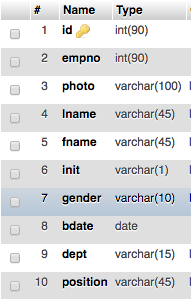 # Name Type
1 id int(90)
2 empno int(90)
3 photo varchar(100)
4 lname varchar(45)
5 fname varchar(45)
6 init varchar(1)
7 gender varchar(10)
8 bdate date
9 dept varchar(15)
10 position varchar(45)